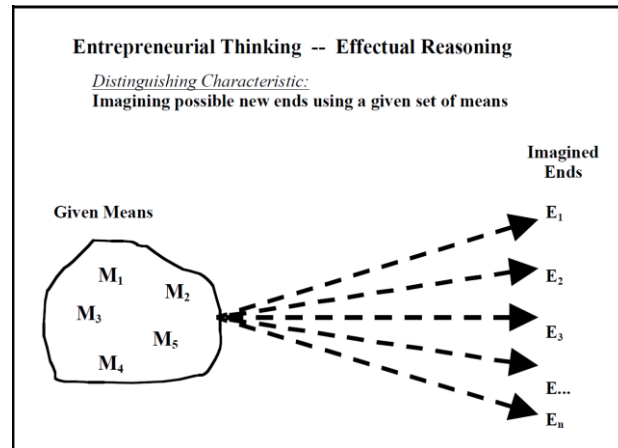 Entrepreneurial Thinking -- Effectual Reasoning
Distinguishing Characteristic:
Imagining possible new ends using a given set of means
Imagined
Ends
Given Means
E₁
M₁
M₂
E₂
M₃
E₃
M₅
M₄
E...
Eₙ